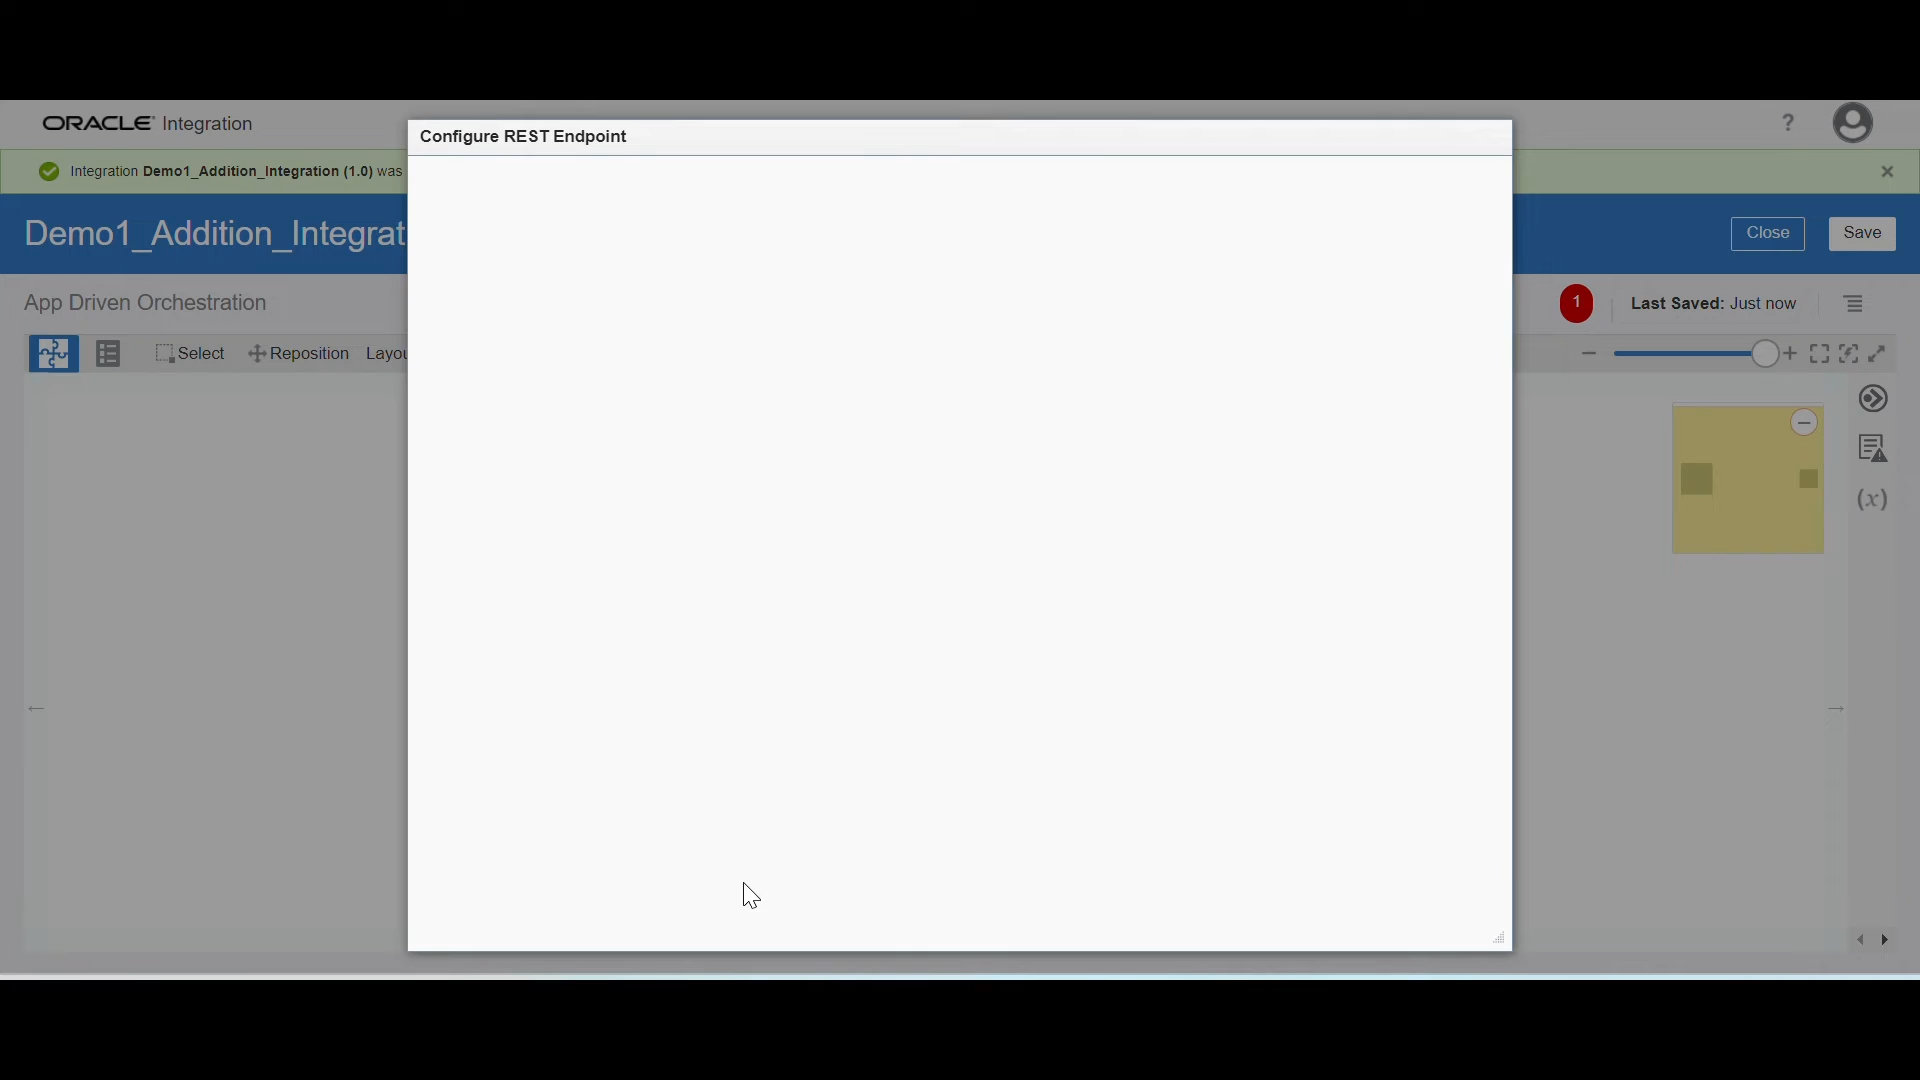 ORACLE Integration
?
Configure REST Endpoint
Integration Demo1_Addition_Integration (1.0) was
Demo1_Addition_Integrat
Close
Save
App Driven Orchestration
1
Last Saved: Just now
Select
Reposition
Layou
(x)